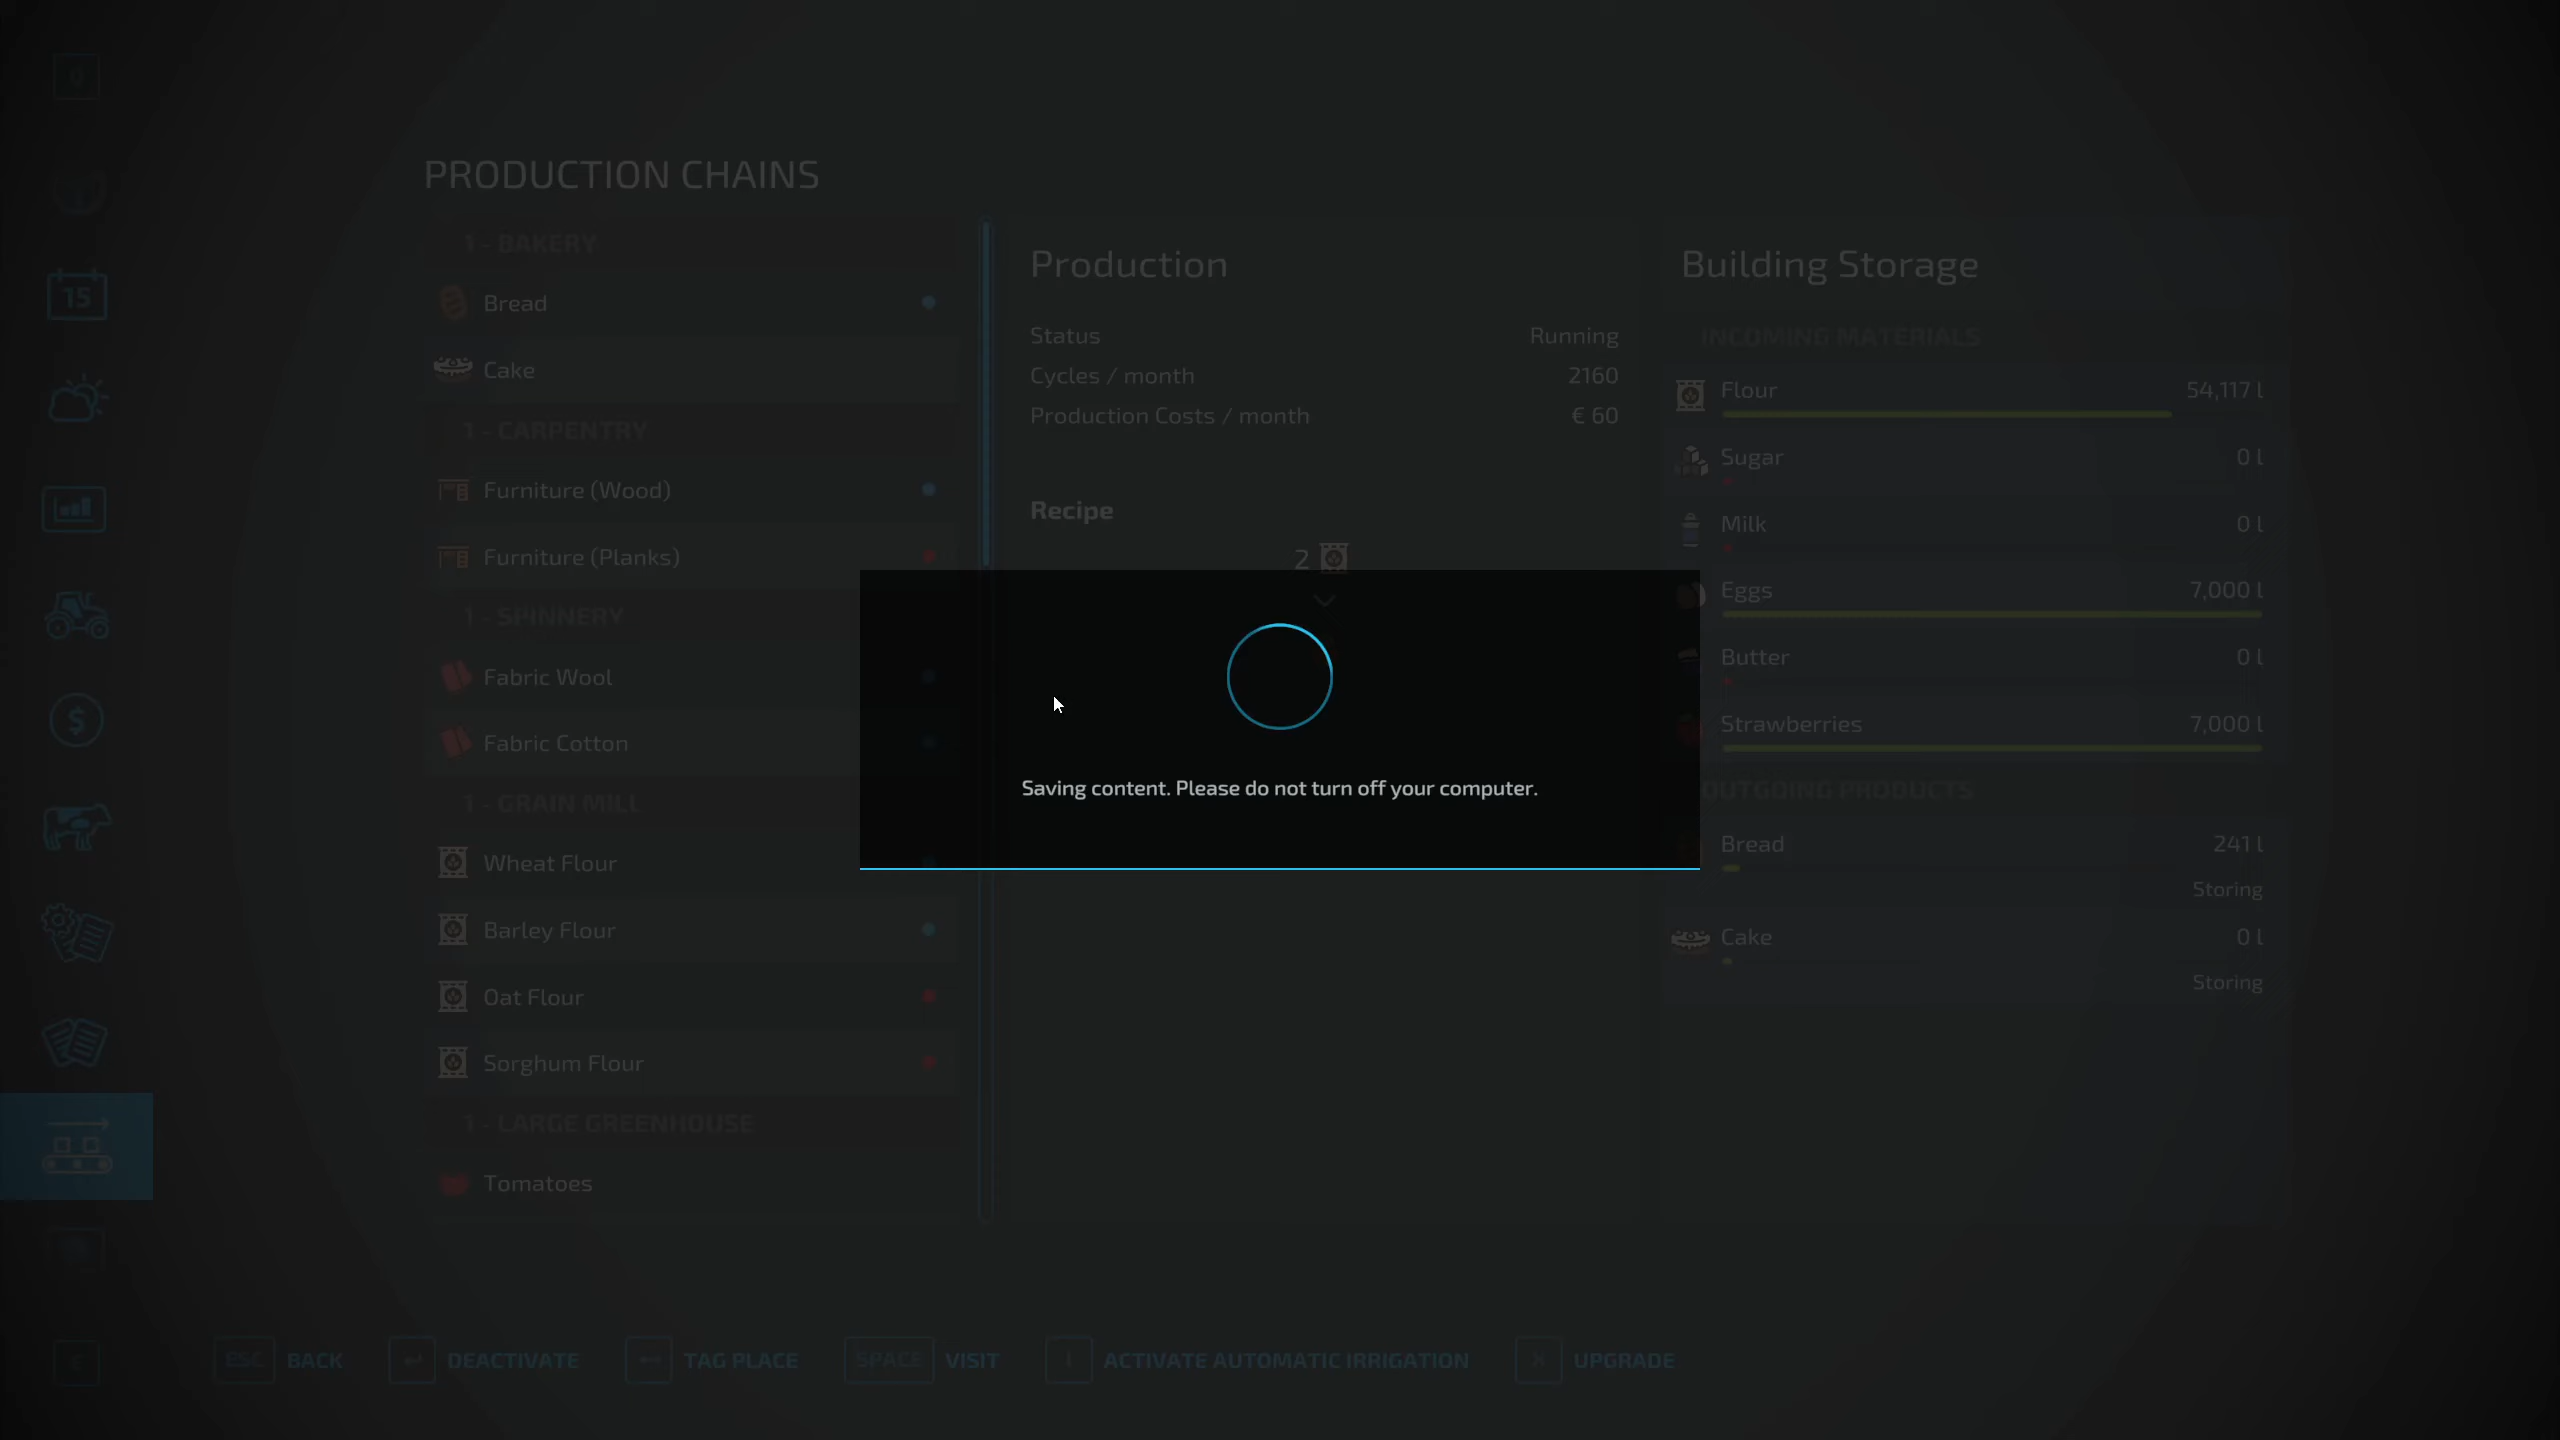 PRODUCTION CHAINS
1 - BAKERY
Bread
Cake
1 - CARPENTRY
Furniture (Wood)
Furniture (Planks)
1 - SPINNERY
Fabric Wool
Fabric Cotton
1 - GRAIN MILL
Wheat Flour
Barley Flour
Oat Flour
Sorghum Flour
1 - LARGE GREENHOUSE
Tomatoes
15
Production
Status Running
Cycles / month 2160
Production Costs / month € 60
Recipe
2
Saving content. Please do not turn off your computer.
Building Storage
INCOMING MATERIALS
Flour 54,117 l
Sugar 0 l
Milk 0 l
Eggs 7,000 l
Butter 0 l
Strawberries 7,000 l
OUTGOING PRODUCTS
Bread 241 l
Storing
Cake 0 l
Storing
ESC BACK DEACTIVATE TAG PLACE SPACE VISIT I ACTIVATE AUTOMATIC IRRIGATION X UPGRADE